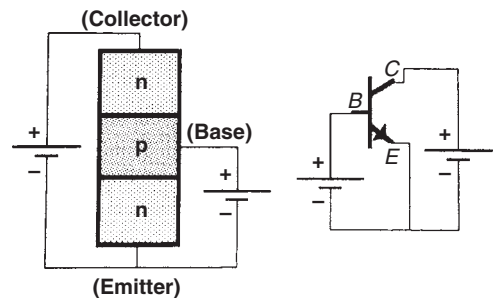 (Collector)
n
p
n
(Base)
(Emitter)
+
−
+
−
B
C
E
+
−
+
−